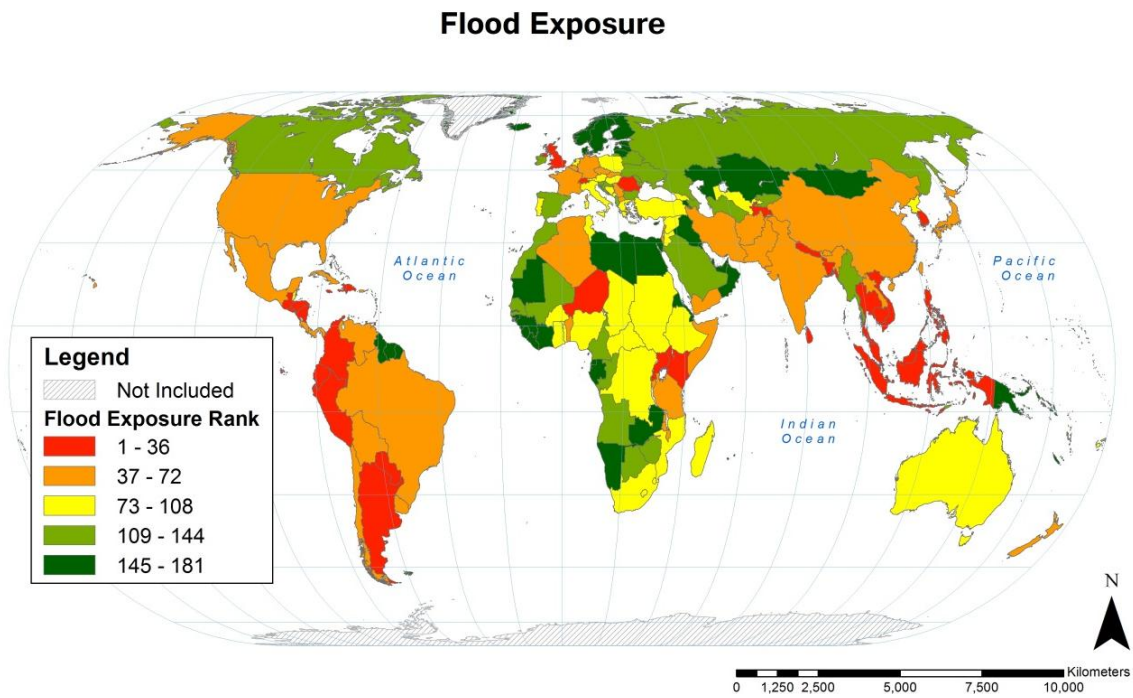 Flood Exposure
Atlantic
Ocean
Pacific
Ocean
Indian
Ocean
Legend
Not Included
Flood Exposure Rank
1 - 36
37 - 72
73 - 108
109 - 144
145 - 181
N
Kilometers
0 1,250 2,500 5,000 7,500 10,000